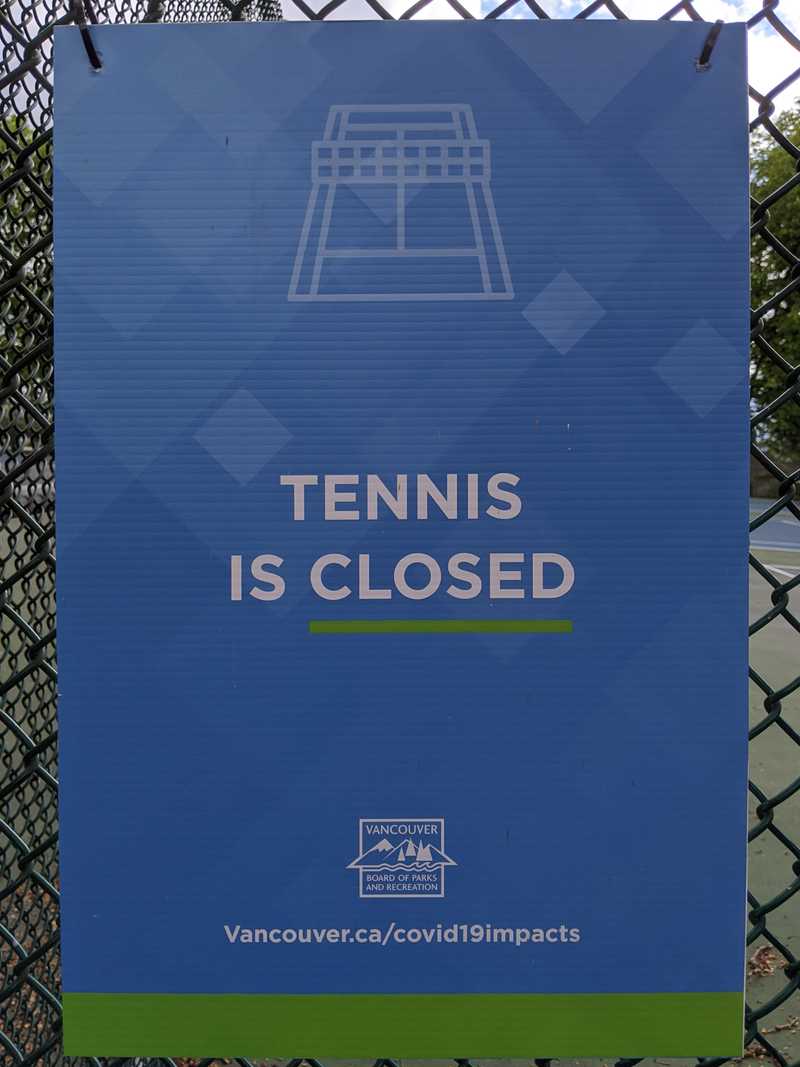 TENNIS
IS CLOSED
VANCOUVER
BOARD OF PARKS
AND RECREATION
Vancouver.ca/covid19impacts